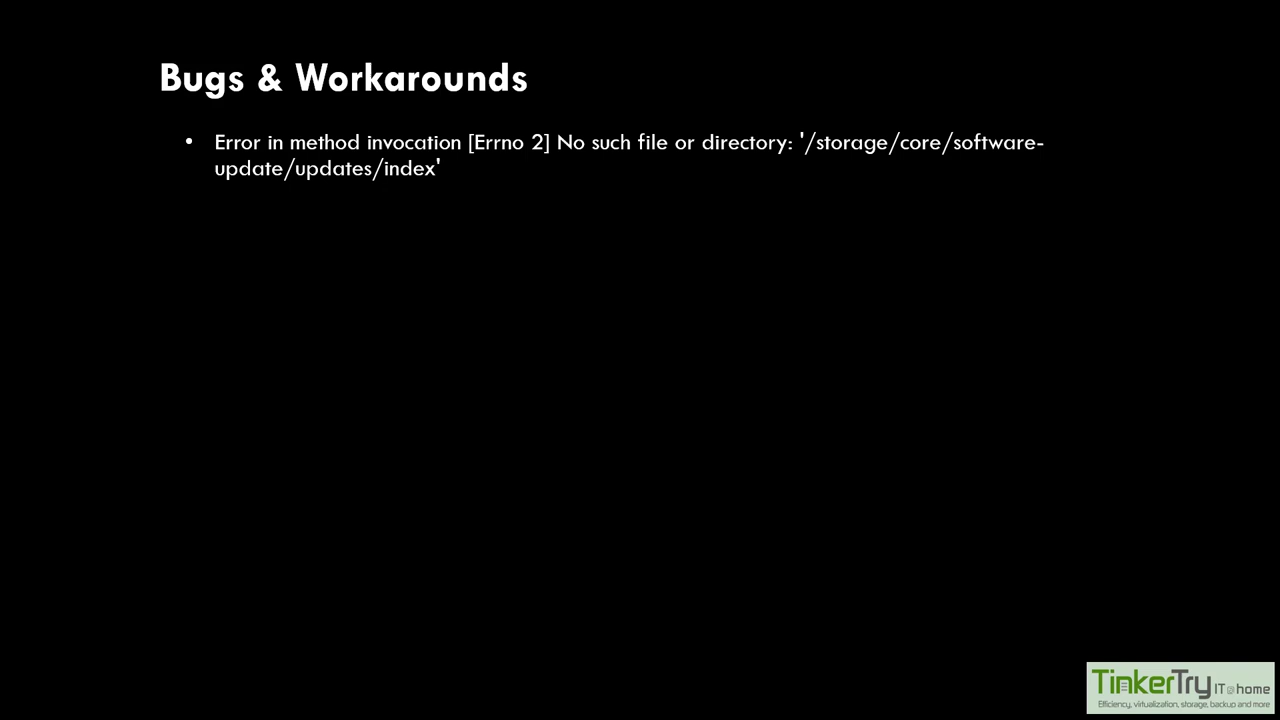 Bugs & Workarounds
• Error in method invocation [Errno 2] No such file or directory: '/storage/core/software-
update/updates/index'
TinkerTry IT@home
Efficiency, virtualization, storage, backup and more